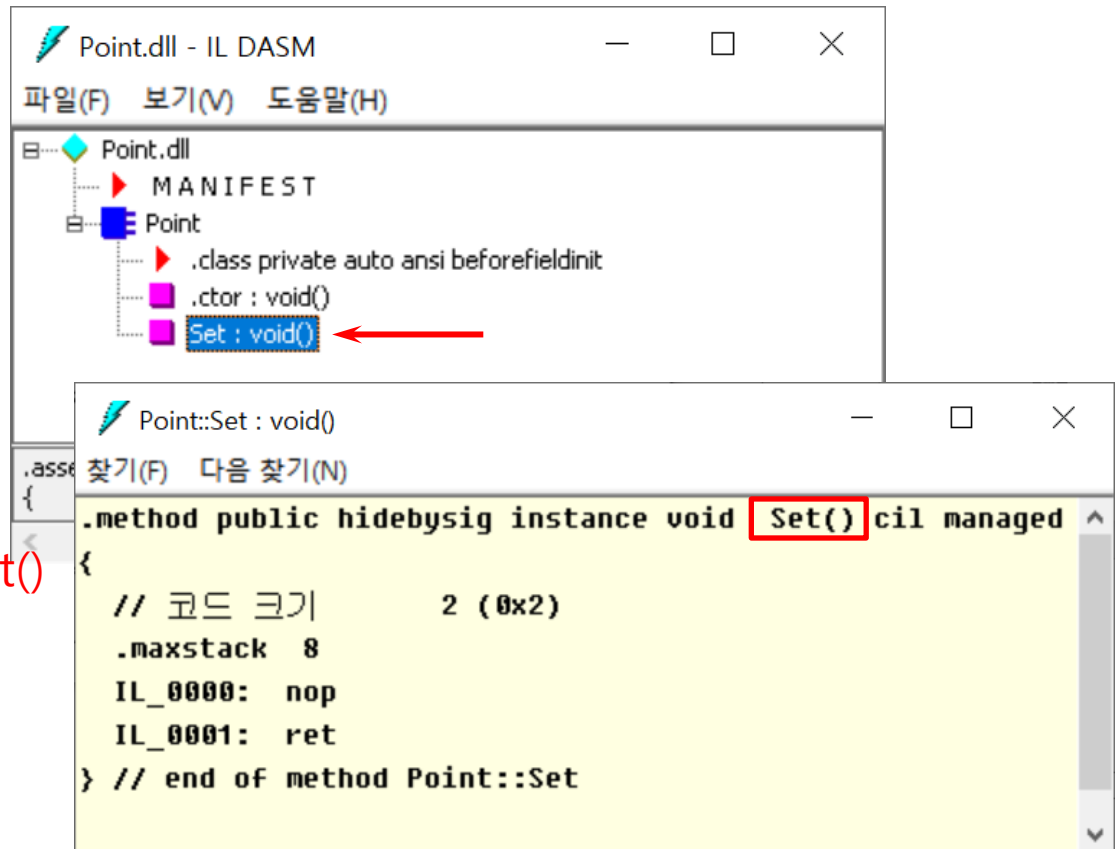 Point.dll - IL DASM
파일(F) 보기(V) 도움말(H)
Point.dll
MANIFEST
Point
.class private auto ansi beforefieldinit
.ctor : void()
Set : void()
.asse
{
t()
Point::Set : void()
찾기(F) 다음 찾기(N)
.method public hidebysig instance void Set() cil managed
{
// 코드 크기 2 (0x2)
.maxstack 8
IL_0000: nop
IL_0001: ret
} // end of method Point::Set